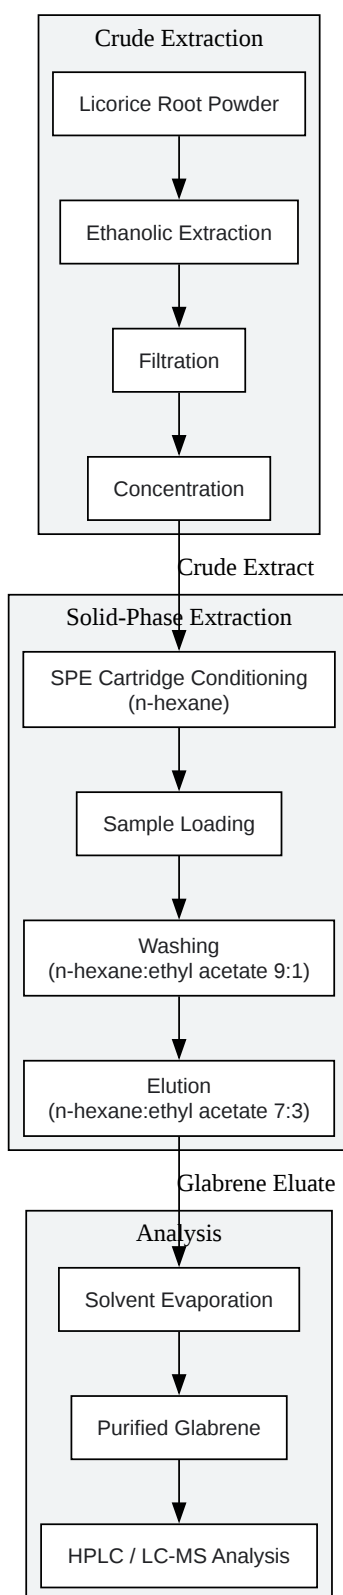 Crude Extraction
Licorice Root Powder
Ethanolic Extraction
Filtration
Concentration
Crude Extract
Solid-Phase Extraction
SPE Cartridge Conditioning
(n-hexane)
Sample Loading
Washing
(n-hexane:ethyl acetate 9:1)
Elution
(n-hexane:ethyl acetate 7:3)
Glabrene Eluate
Analysis
Solvent Evaporation
Purified Glabrene
HPLC / LC-MS Analysis